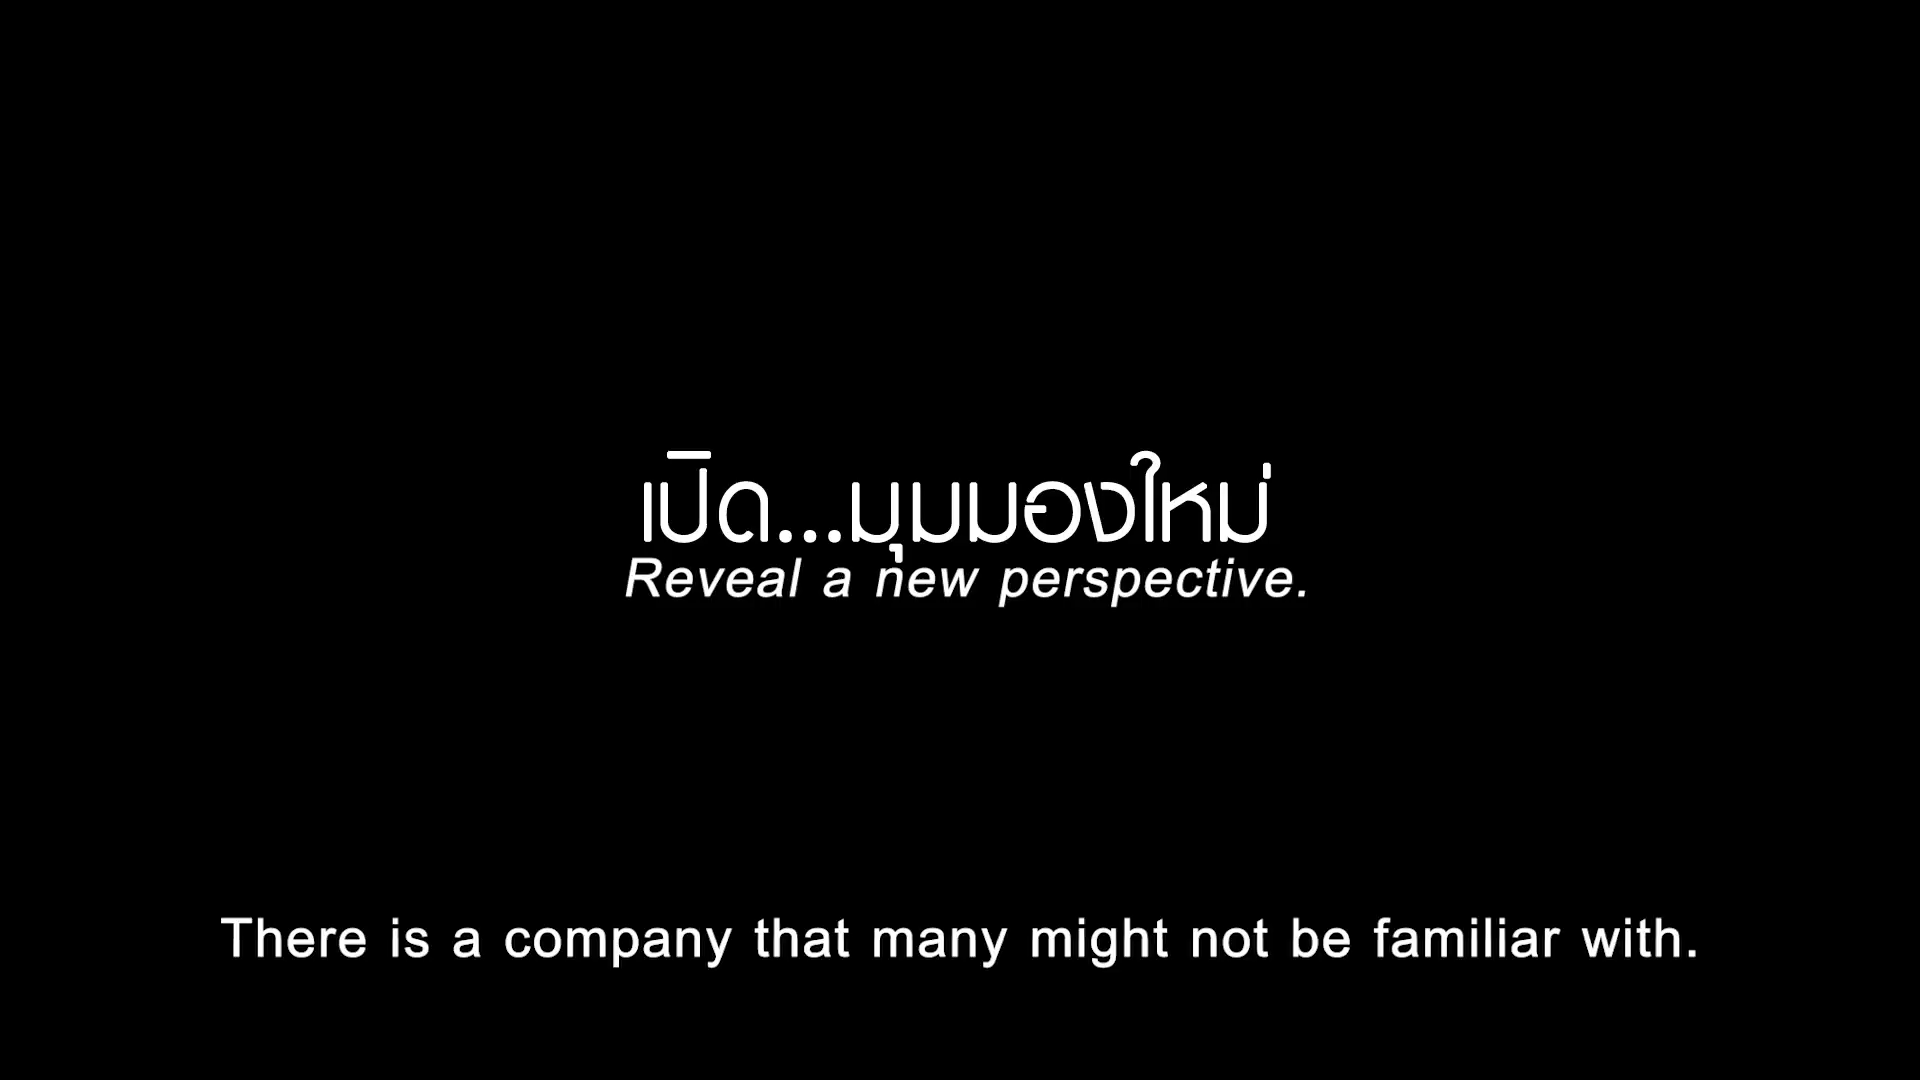 เปิด...มุมมองใหม่
Reveal a new perspective.
There is a company that many might not be familiar with.